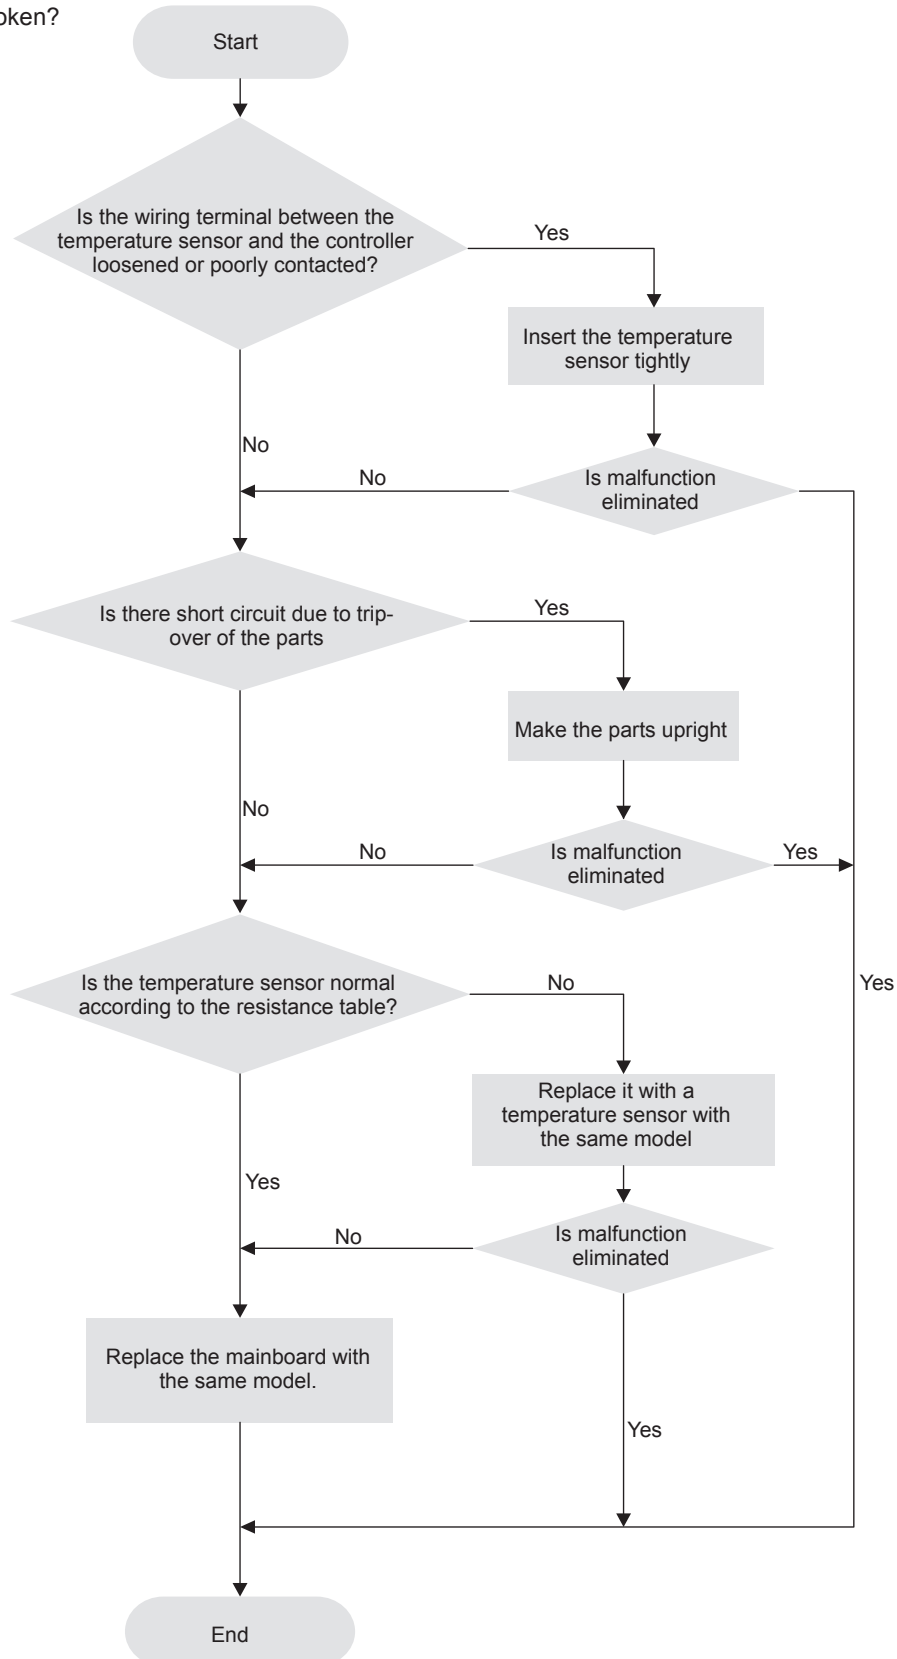 Start
Is the wiring terminal between the
temperature sensor and the controller
loosened or poorly contacted?
Yes
Insert the temperature
sensor tightly
No
No
Is malfunction
eliminated
Is there short circuit due to trip-
over of the parts
Yes
Make the parts upright
No
No
Is malfunction
eliminated
Yes
Is the temperature sensor normal
according to the resistance table?
No
Yes
Replace it with a
temperature sensor with
the same model
Yes
No
Is malfunction
eliminated
Replace the mainboard with
the same model.
Yes
End